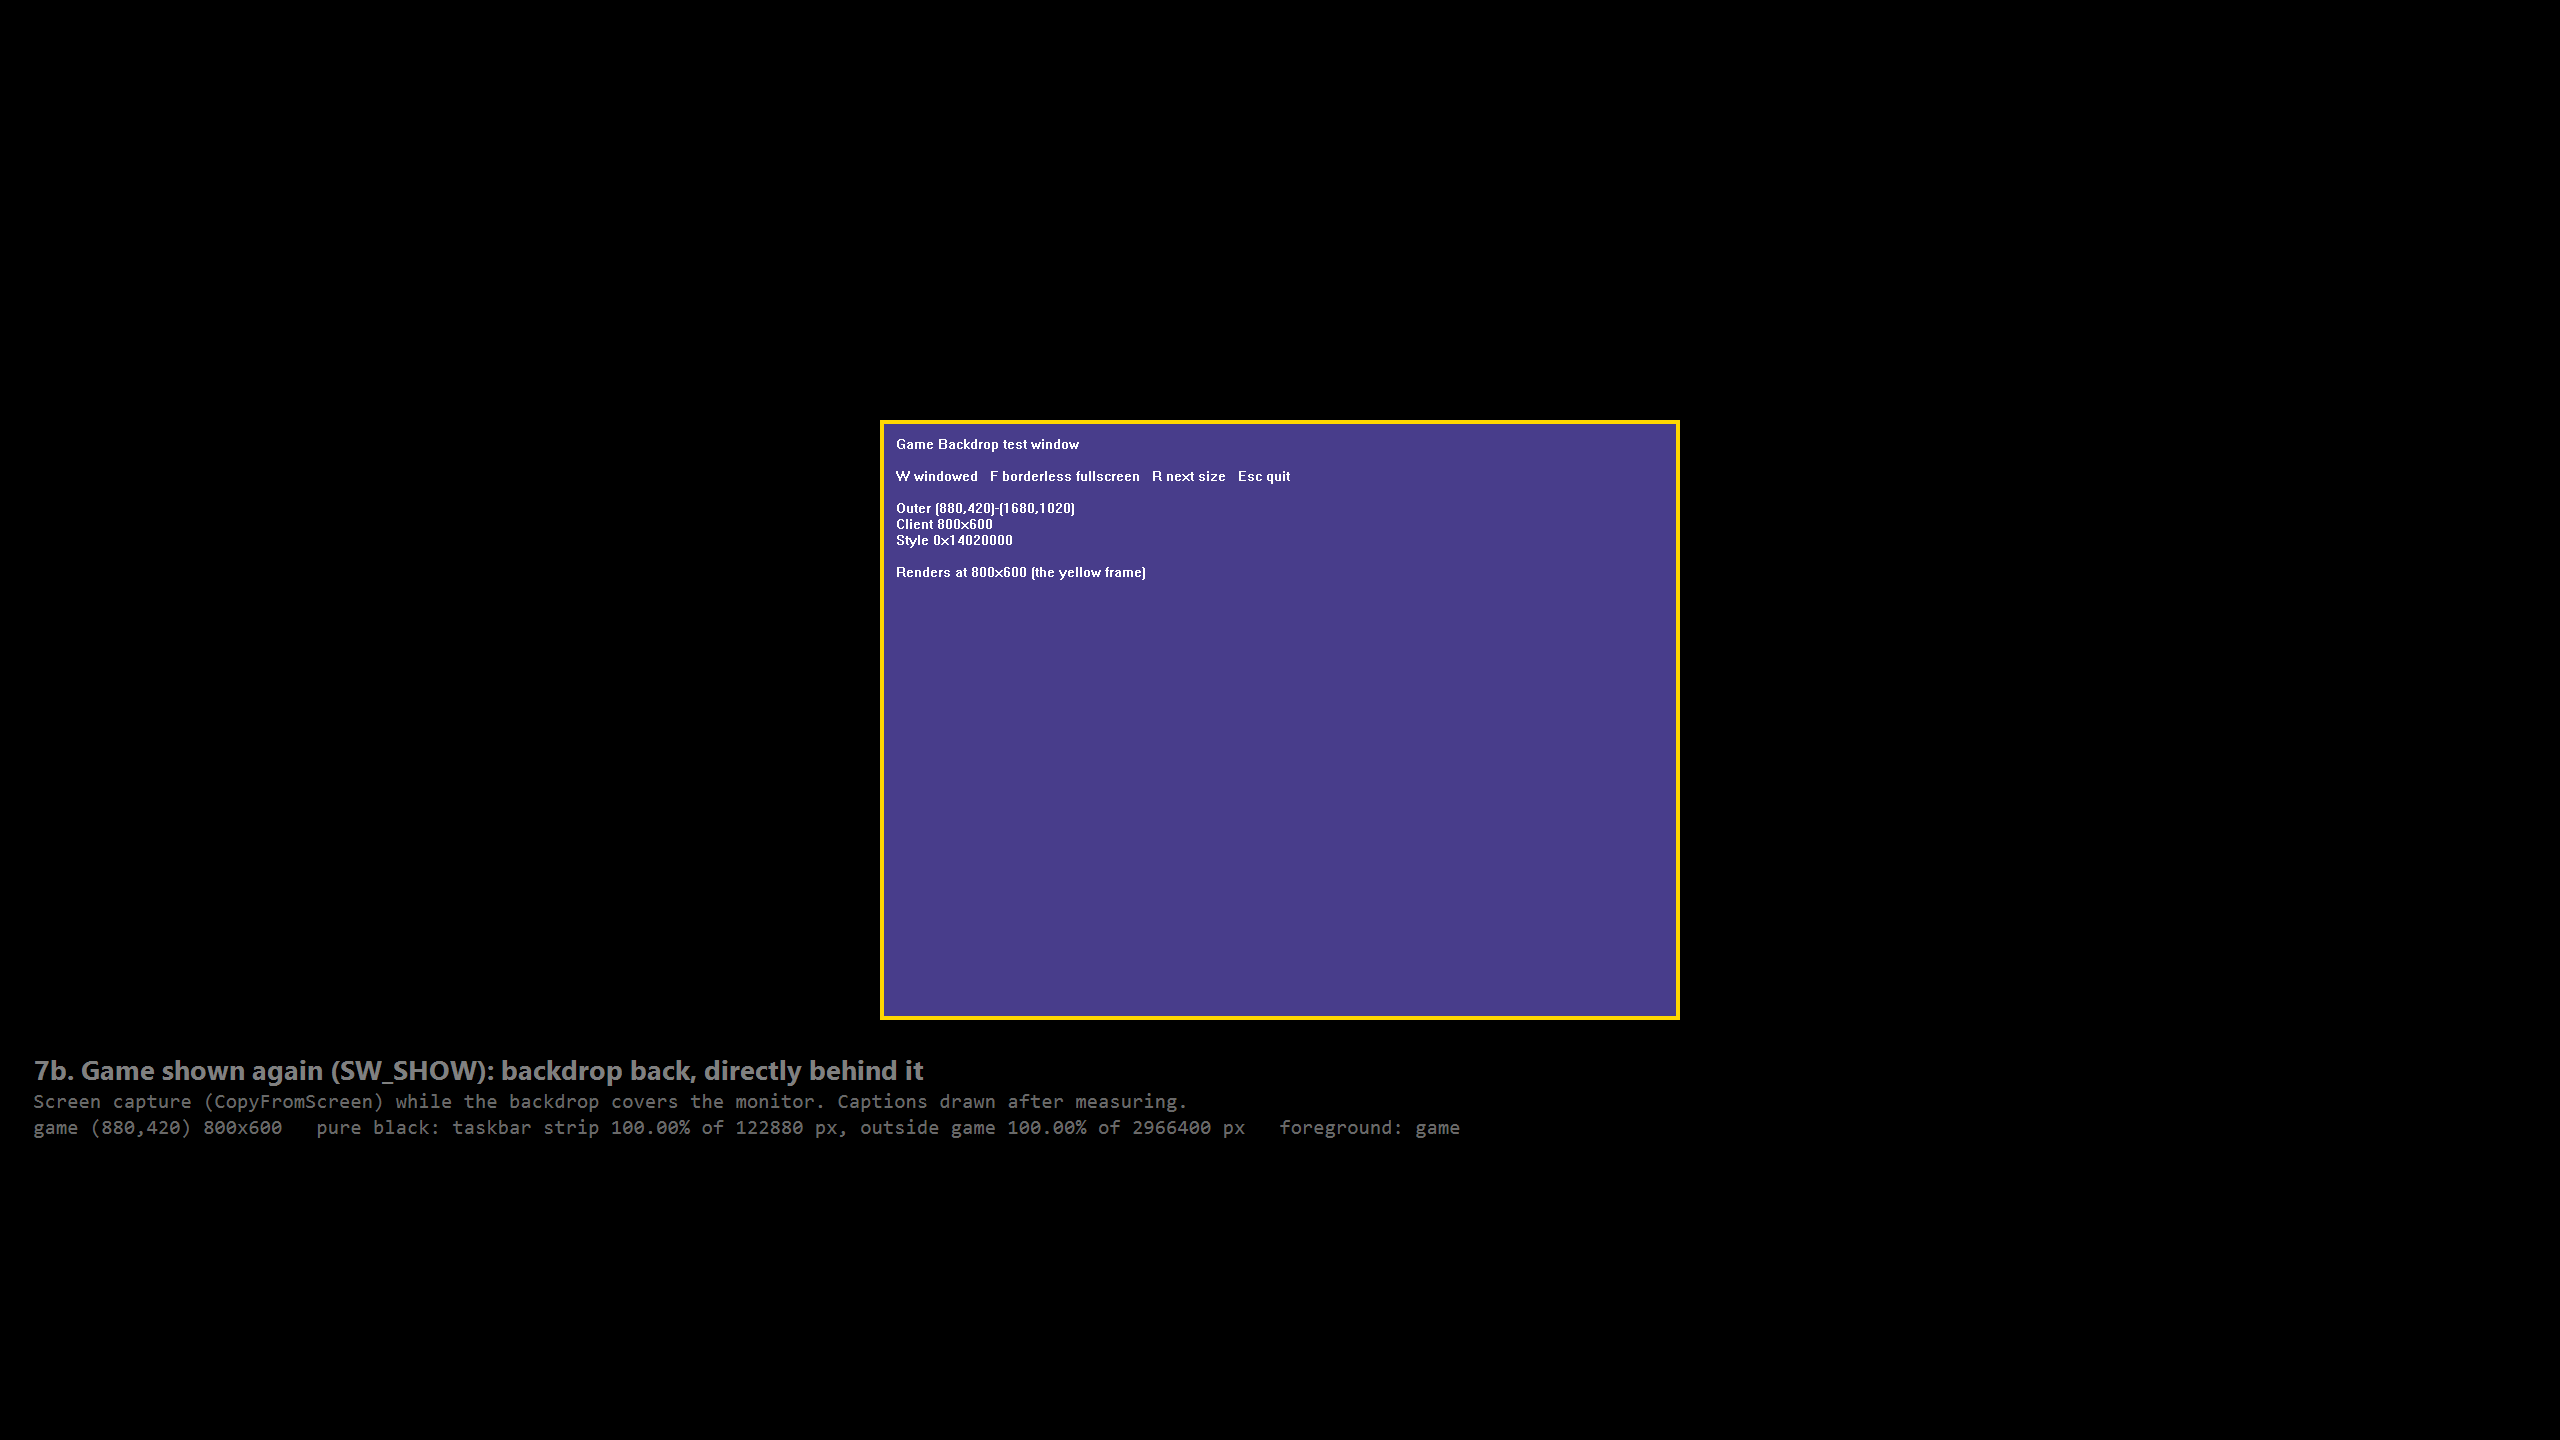 Game Backdrop test window
W windowed   F borderless fullscreen   R next size   Esc quit
Outer (880,420)-(1680,1020)
Client 800x600
Style 0x14020000
Renders at 800x600 (the yellow frame)
7b. Game shown again (SW_SHOW): backdrop back, directly behind it
Screen capture (CopyFromScreen) while the backdrop covers the monitor. Captions drawn after measuring.
game (880,420) 800x600   pure black: taskbar strip 100.00% of 122880 px, outside game 100.00% of 2966400 px   foreground: game